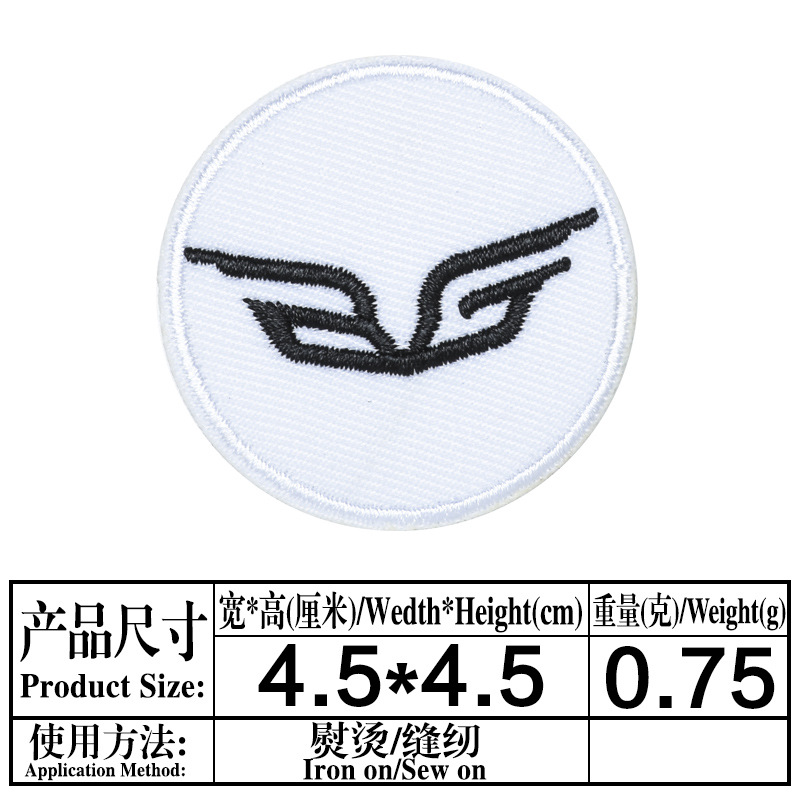 产品尺寸
Product Size:
宽*高(厘米)/Wedth*Height(cm)
重量(克)/Weight(g)
4.5*4.5
0.75
使用方法:
Application Method:
熨烫/缝纫
Iron on/Sew on